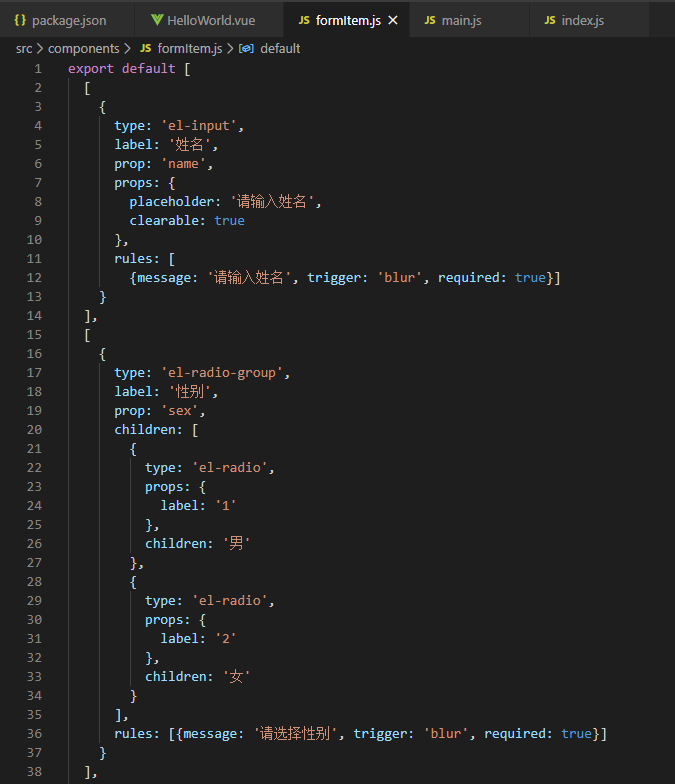 {} package.json HelloWorld.vue JS formItem.js × JS main.js JS index.js
src > components > JS formItem.js > default
1 export default [
2 [
3 {
4 type: 'el-input',
5 label: '姓名',
6 prop: 'name',
7 props: {
8 placeholder: '请输入姓名',
9 clearable: true
10 },
11 rules: [
12 {message: '请输入姓名', trigger: 'blur', required: true}]
13 }
14 ],
15 [
16 {
17 type: 'el-radio-group',
18 label: '性别',
19 prop: 'sex',
20 children: [
21 {
22 type: 'el-radio',
23 props: {
24 label: '1'
25 },
26 children: '男'
27 },
28 {
29 type: 'el-radio',
30 props: {
31 label: '2'
32 },
33 children: '女'
34 }
35 ],
36 rules: [{message: '请选择性别', trigger: 'blur', required: true}]
37 }
38 ],